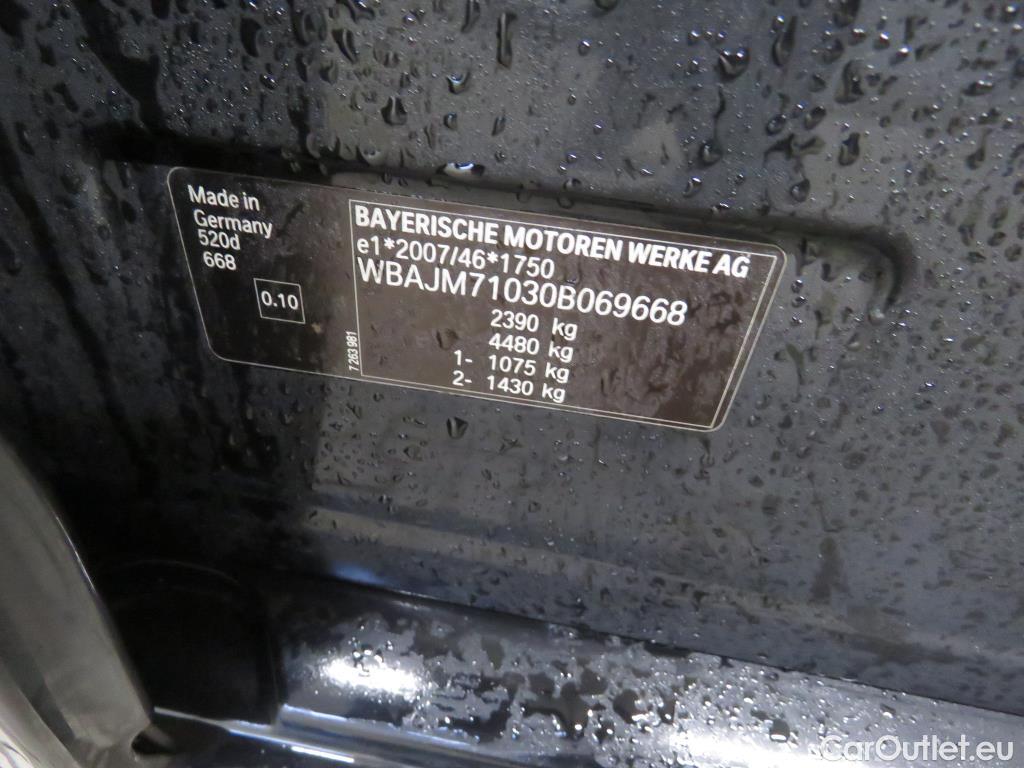 Made in
Germany
520d
668
0.10
7 263 981
BAYERISCHE MOTOREN WERKE AG
e1*2007/46*1750
WBAJM71030B069668
2390 kg
4480 kg
1- 1075 kg
2- 1430 kg
CarOutlet.eu